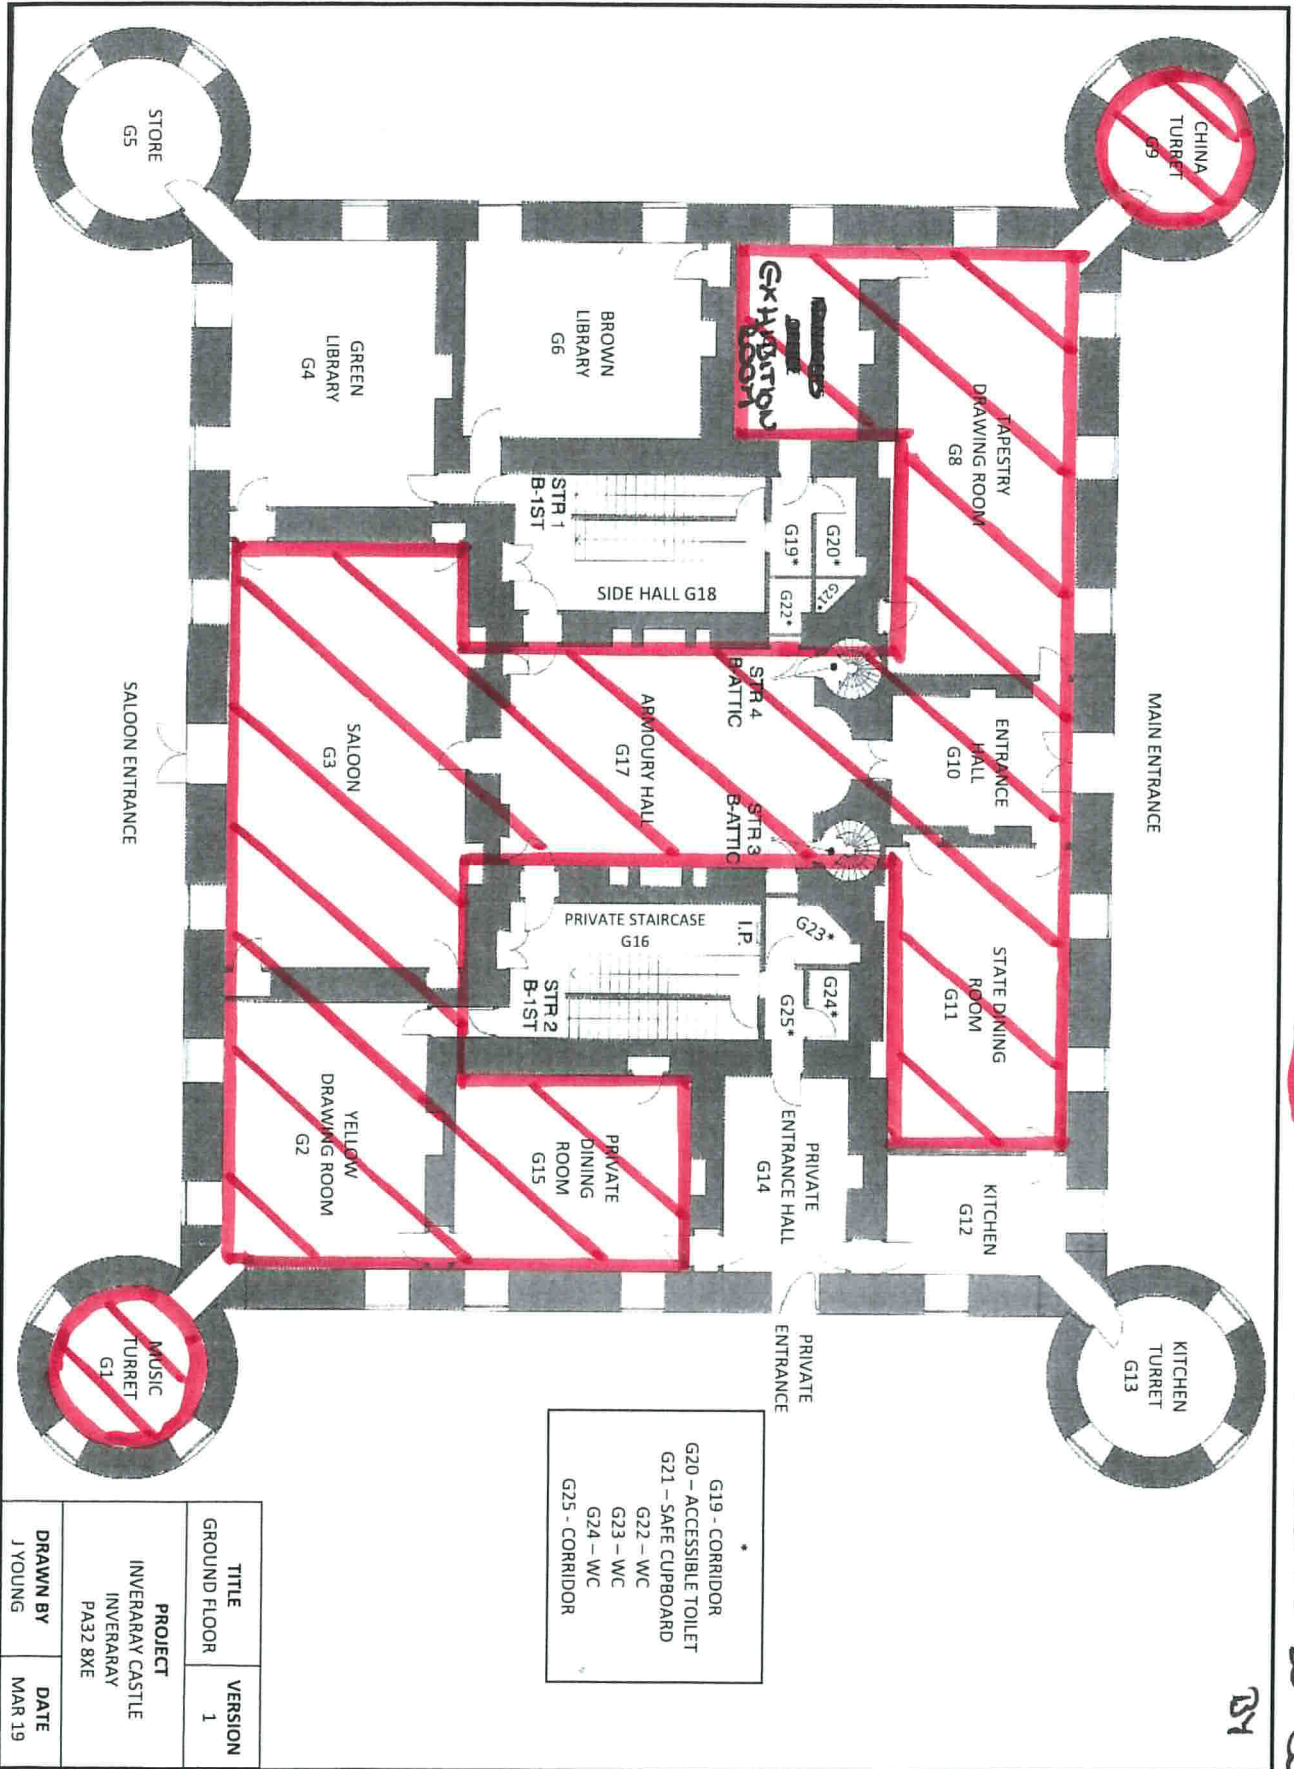 MAIN ENTRANCE
CHINA
TURRET
G9
TAPESTRY
DRAWING ROOM
G8
ENTRANCE
HALL
G10
STATE DINING
ROOM
G11
KITCHEN
G12
KITCHEN
TURRET
G13
EXHIBITION
ROOM
G20*
G21*
G19*
G22*
STR 4
B-ATTIC
STR 3
B-ATTIC
G23*
G24*
G25*
I.P.
PRIVATE
ENTRANCE HALL
G14
PRIVATE
ENTRANCE
BROWN
LIBRARY
G6
SIDE HALL G18
STR 1
B-1ST
ARMOURY HALL
G17
PRIVATE STAIRCASE
G16
STR 2
B-1ST
PRIVATE
DINING
ROOM
G15
STORE
G5
GREEN
LIBRARY
G4
SALOON
G3
YELLOW
DRAWING ROOM
G2
MUSIC
TURRET
G1
SALOON ENTRANCE
*
G19 - CORRIDOR
G20 – ACCESSIBLE TOILET
G21 – SAFE CUPBOARD
G22 – WC
G23 – WC
G24 – WC
G25 - CORRIDOR
BY
TITLE
GROUND FLOOR
VERSION
1
PROJECT
INVERARAY CASTLE
INVERARAY
PA32 8XE
DRAWN BY
J YOUNG
DATE
MAR 19